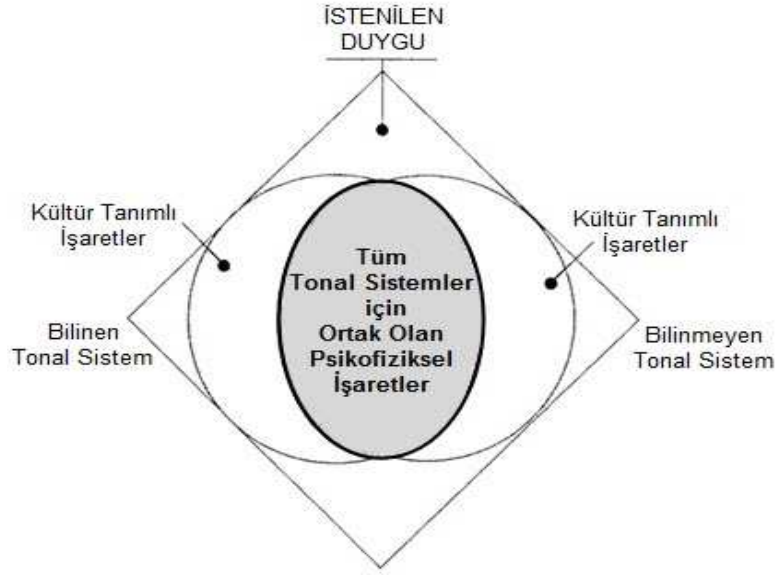 İSTENİLEN
DUYGU
Kültür Tanımlı
İşaretler
Kültür Tanımlı
İşaretler
Tüm
Tonal Sistemler
için
Ortak Olan
Psikofiziksel
İşaretler
Bilinen
Tonal Sistem
Bilinmeyen
Tonal Sistem